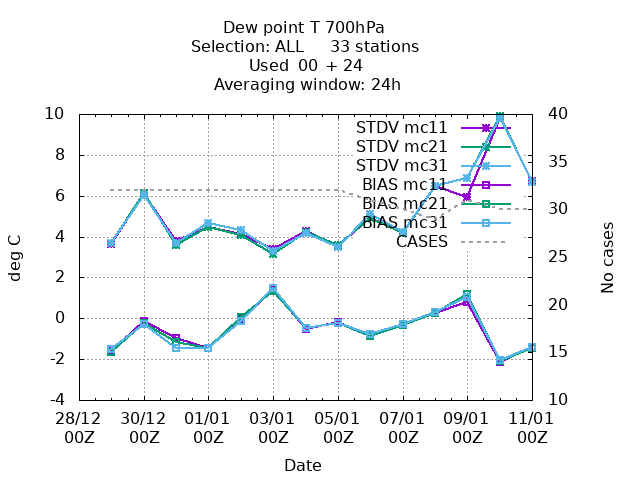 Dew point T 700hPa
Selection: ALL     33 stations
Used  00 + 24
Averaging window: 24h
10
8
6
4
2
0
-2
-4
40
35
30
25
20
15
10
deg C
No cases
STDV mc11
STDV mc21
STDV mc31
BIAS mc11
BIAS mc21
BIAS mc31
CASES
28/12 30/12 01/01 03/01 05/01 07/01 09/01 11/01
00Z 00Z 00Z 00Z 00Z 00Z 00Z 00Z
Date